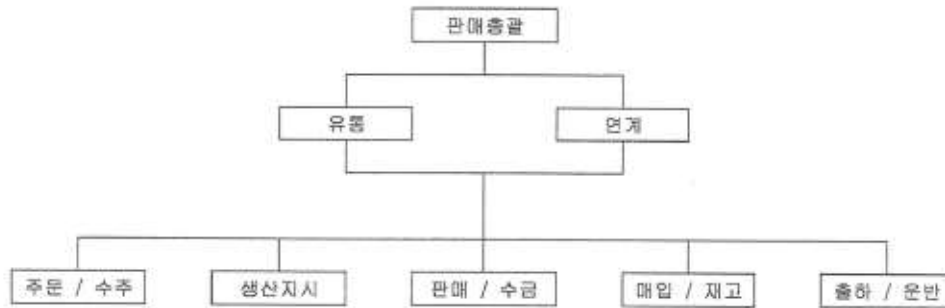 판매총괄
유통
연계
주문 / 수주
생산지시
판매 / 수금
매입 / 재고
출하 / 운반